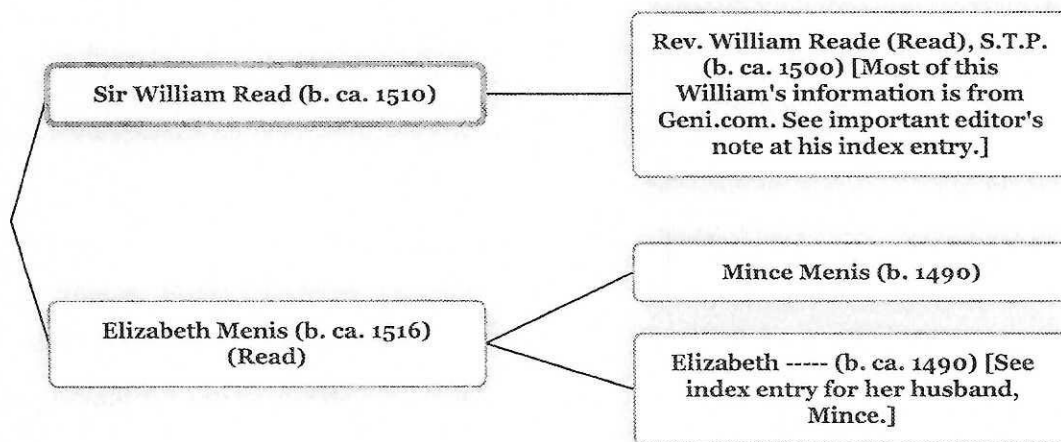 Sir William Read (b. ca. 1510)
Rev. William Reade (Read), S.T.P.
(b. ca. 1500) [Most of this
William's information is from
Geni.com. See important editor's
note at his index entry.]
Elizabeth Menis (b. ca. 1516)
(Read)
Mince Menis (b. 1490)
Elizabeth ----- (b. ca. 1490) [See
index entry for her husband,
Mince.]